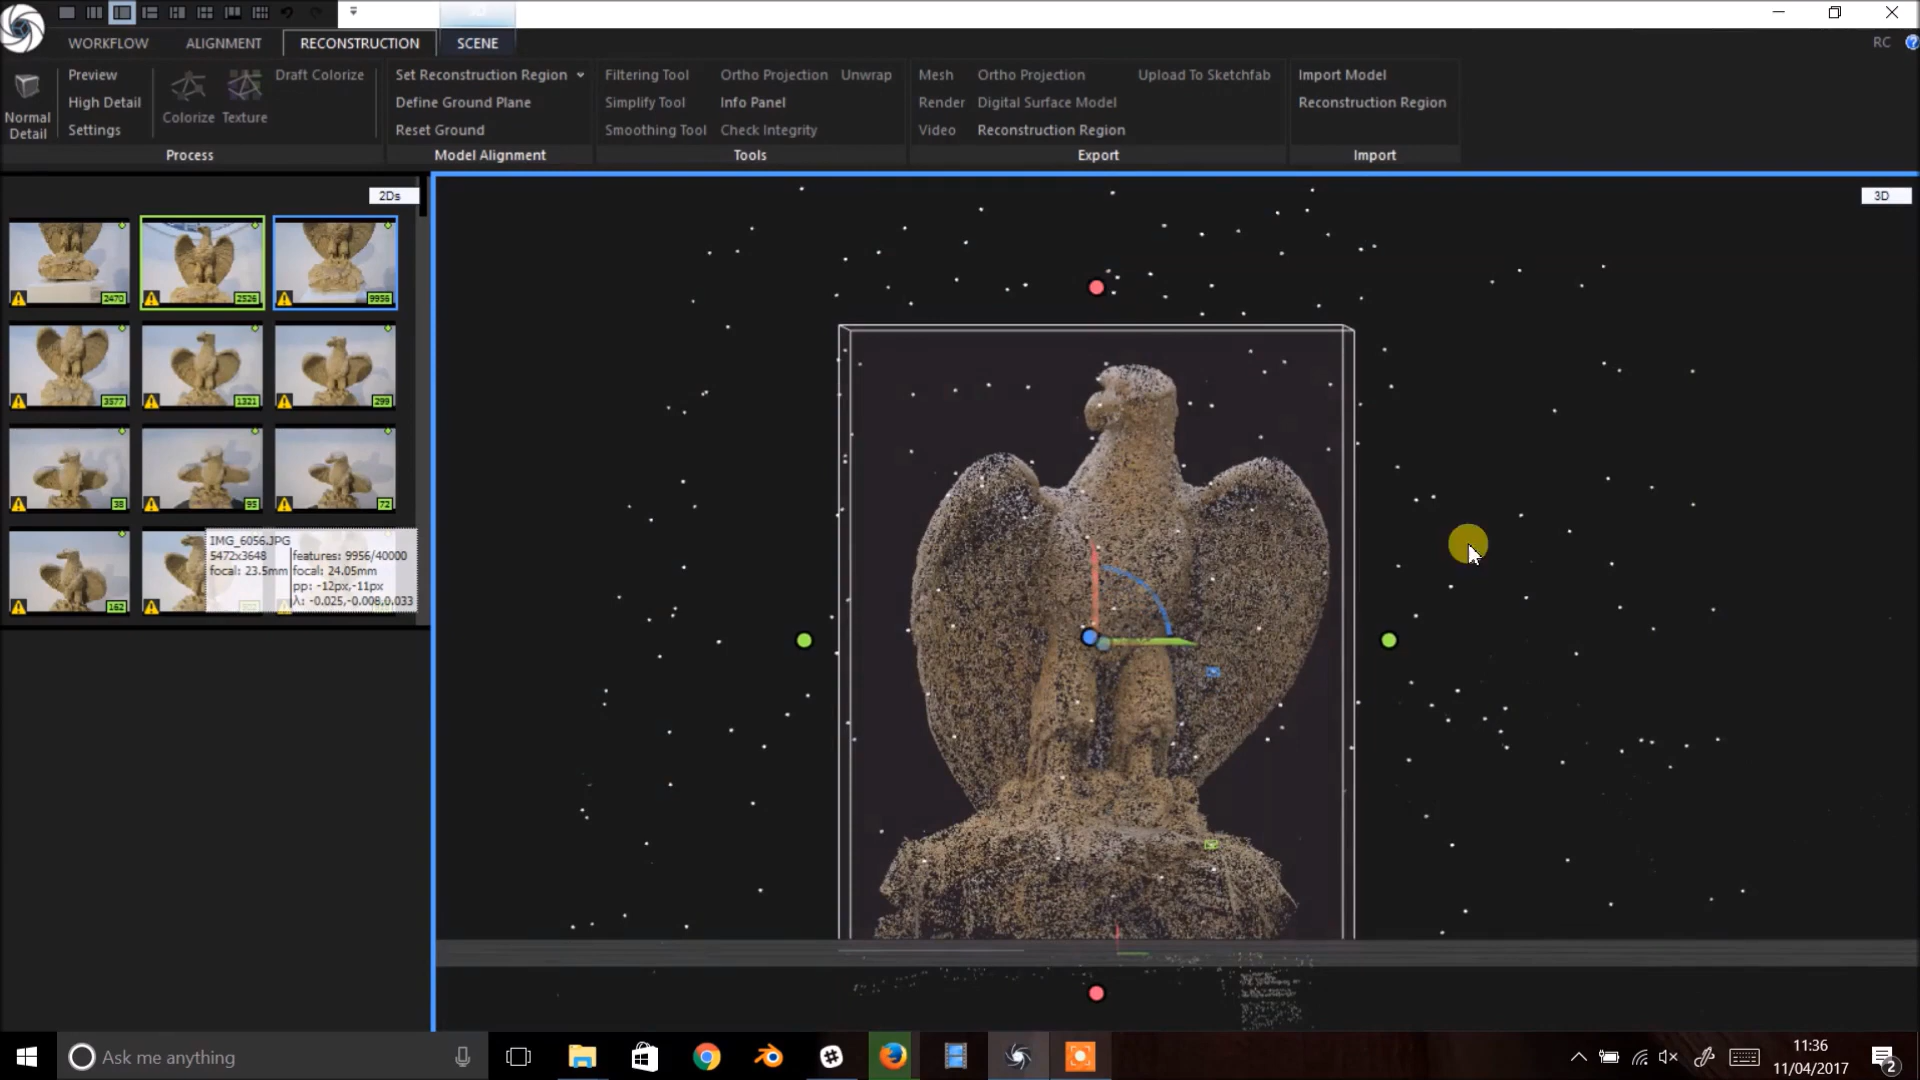 3D
WORKFLOW ALIGNMENT RECONSTRUCTION SCENE RC
Normal Detail
Preview
High Detail
Settings
Colorize Texture
Draft Colorize
Process
Set Reconstruction Region
Define Ground Plane
Reset Ground
Model Alignment
Filtering Tool Ortho Projection Unwrap
Simplify Tool Info Panel
Smoothing Tool Check Integrity
Tools
Mesh Ortho Projection Upload To Sketchfab
Render Digital Surface Model
Video Reconstruction Region
Export
Import Model
Reconstruction Region
Import
2Ds
3D
2470 2526 9956
3577 1321 299
38 95 72
162
IMG_6056.JPG
5472x3648 features: 9956/40000
focal: 23.5mm focal: 24.05mm
pp: -12px,-11px
λ: -0.025,-0.008,0.033
Ask me anything
11:36
11/04/2017
2